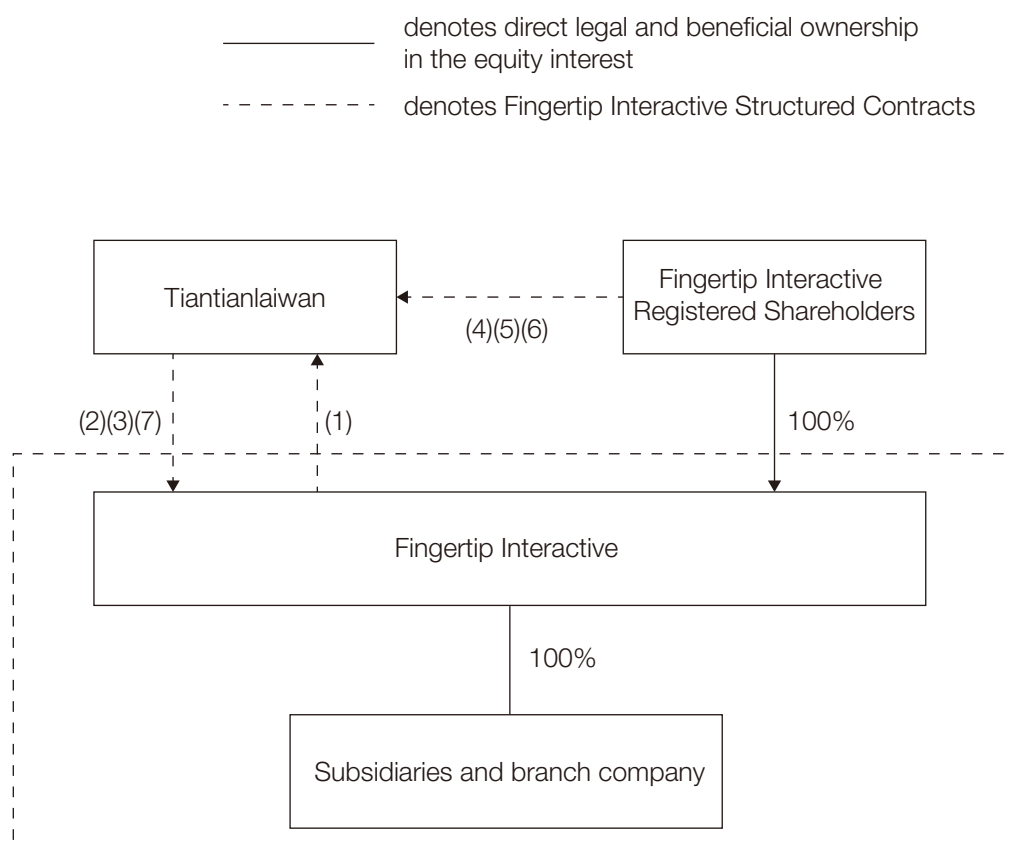 denotes direct legal and beneficial ownership
in the equity interest
denotes Fingertip Interactive Structured Contracts
Tiantianlaiwan
Fingertip Interactive
Registered Shareholders
(4)(5)(6)
(2)(3)(7)
(1)
100%
Fingertip Interactive
100%
Subsidiaries and branch company